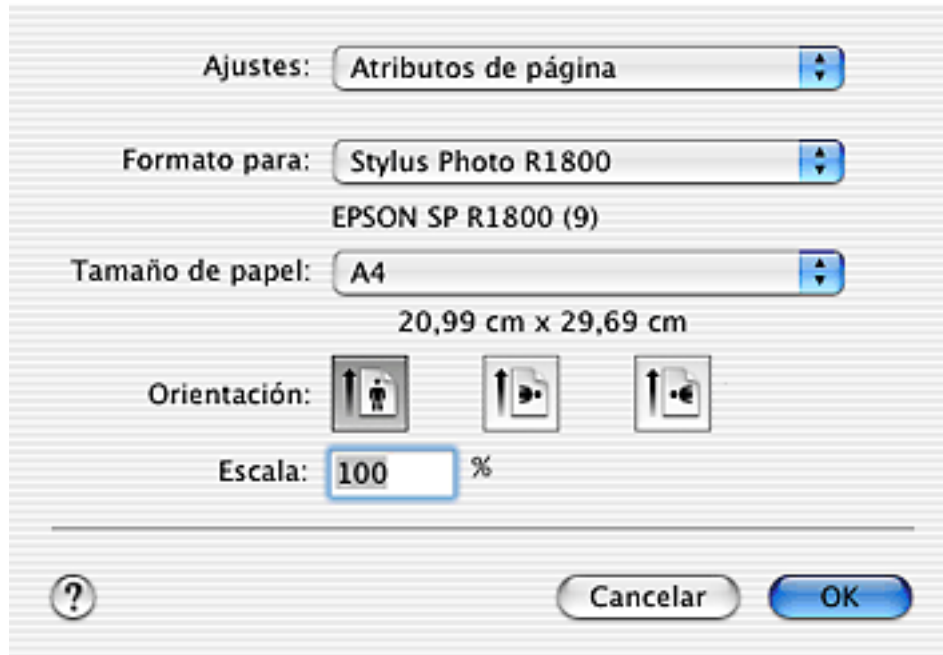 Ajustes: Atributos de página
Formato para: Stylus Photo R1800
EPSON SP R1800 (9)
Tamaño de papel: A4
20,99 cm x 29,69 cm
Orientación:
Escala: 100 %
? Cancelar OK